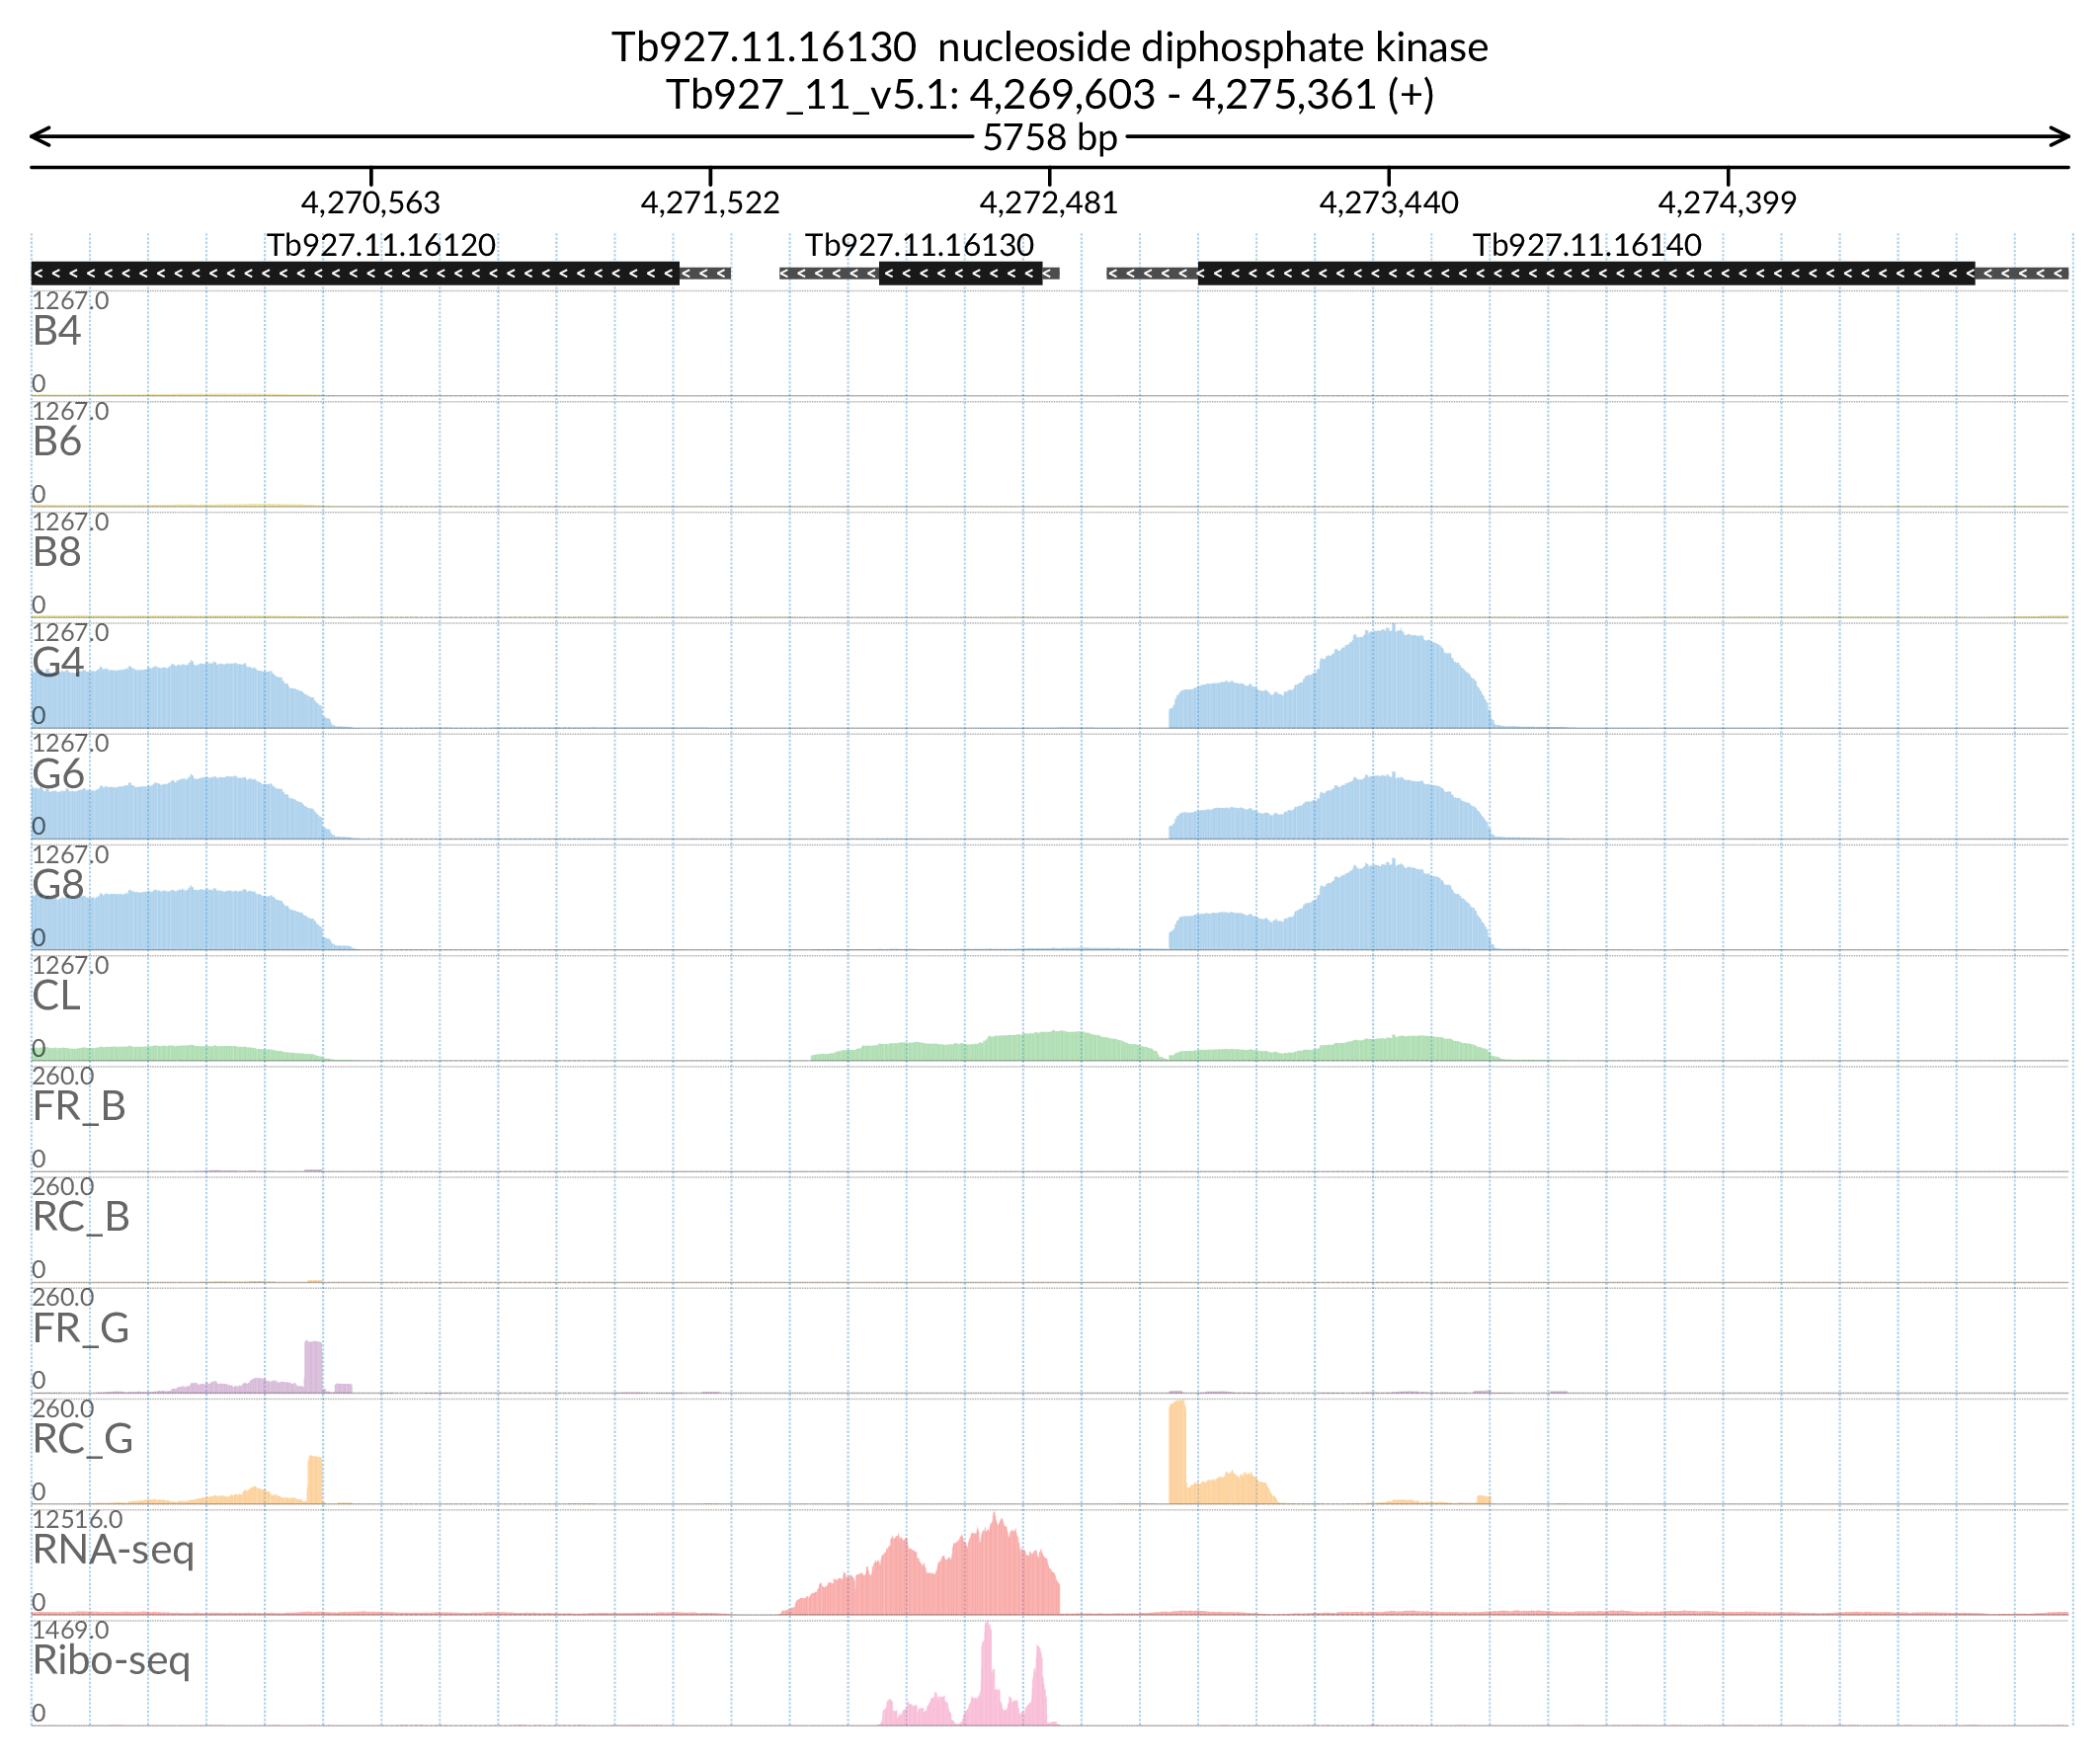 Tb927.11.16130 nucleoside diphosphate kinase
Tb927_11_v5.1: 4,269,603 - 4,275,361 (+)
5758 bp
4,270,563 4,271,522 4,272,481 4,273,440 4,274,399
Tb927.11.16120 Tb927.11.16130 Tb927.11.16140
1267.0
B4
0
1267.0
B6
0
1267.0
B8
0
1267.0
G4
0
1267.0
G6
0
1267.0
G8
0
1267.0
CL
0
260.0
FR_B
0
260.0
RC_B
0
260.0
FR_G
0
260.0
RC_G
0
12516.0
RNA-seq
0
1469.0
Ribo-seq
0